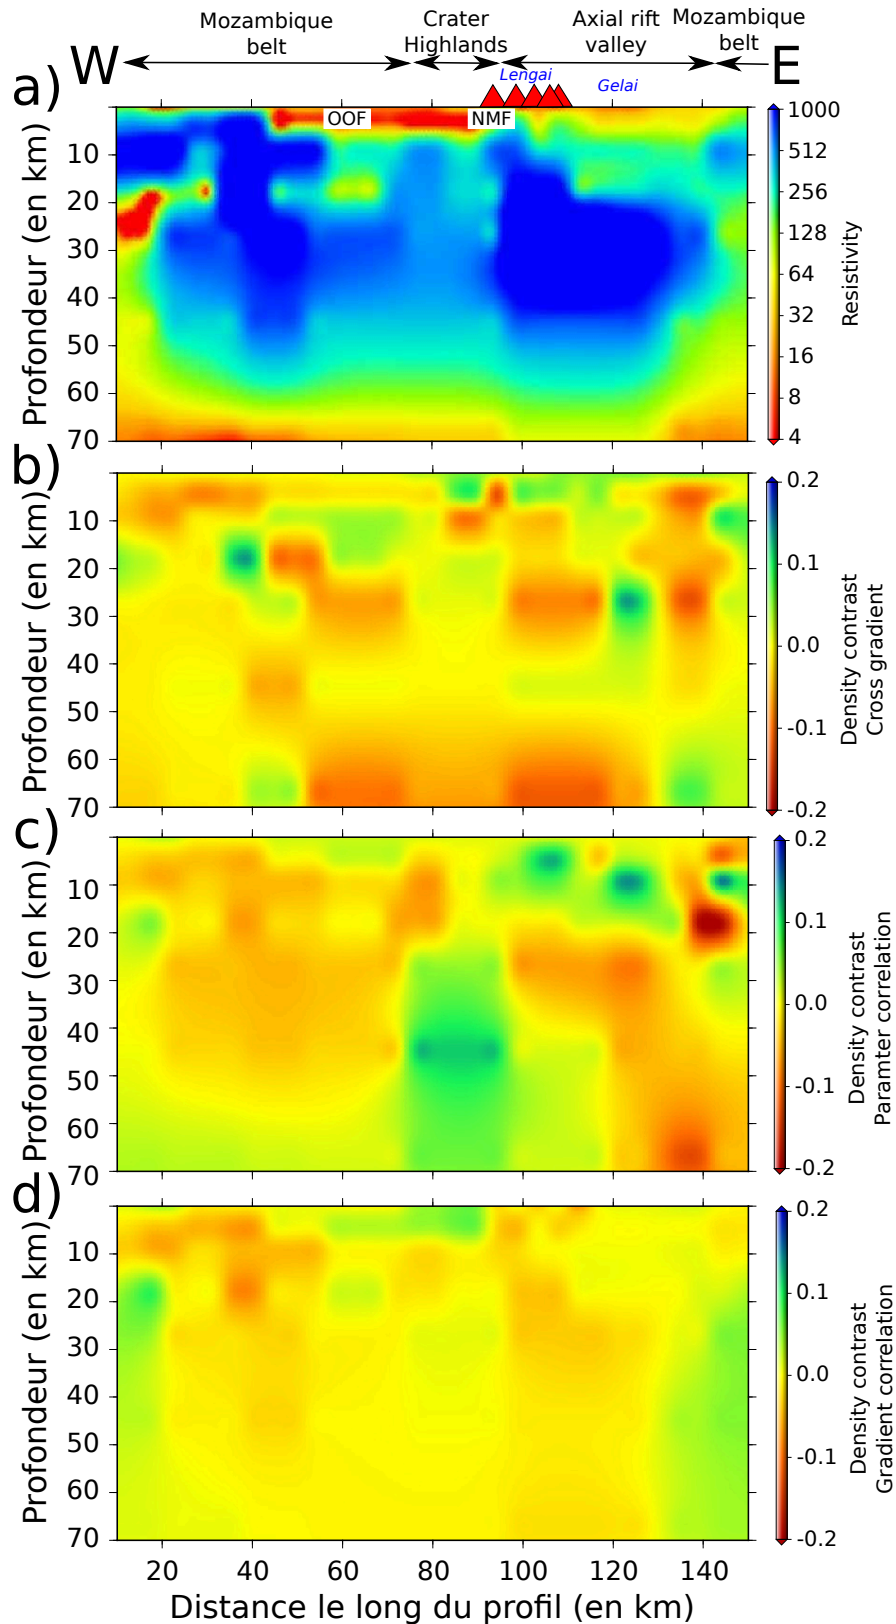 Mozambique belt
Crater Highlands
Axial rift valley
Mozambique belt
W
E
Lengai
Gelai
a)
OOF
NMF
10
20
30
40
50
60
70
Profondeur (en km)
1000
512
256
128
64
32
16
8
4
Resistivity
b)
10
20
30
40
50
60
70
Profondeur (en km)
0.2
0.1
0.0
-0.1
-0.2
Density contrast
Cross gradient
c)
10
20
30
40
50
60
70
Profondeur (en km)
0.2
0.1
0.0
-0.1
-0.2
Density contrast
Paramter correlation
d)
10
20
30
40
50
60
70
Profondeur (en km)
0.2
0.1
0.0
-0.1
-0.2
Density contrast
Gradient correlation
20 40 60 80 100 120 140
Distance le long du profil (en km)